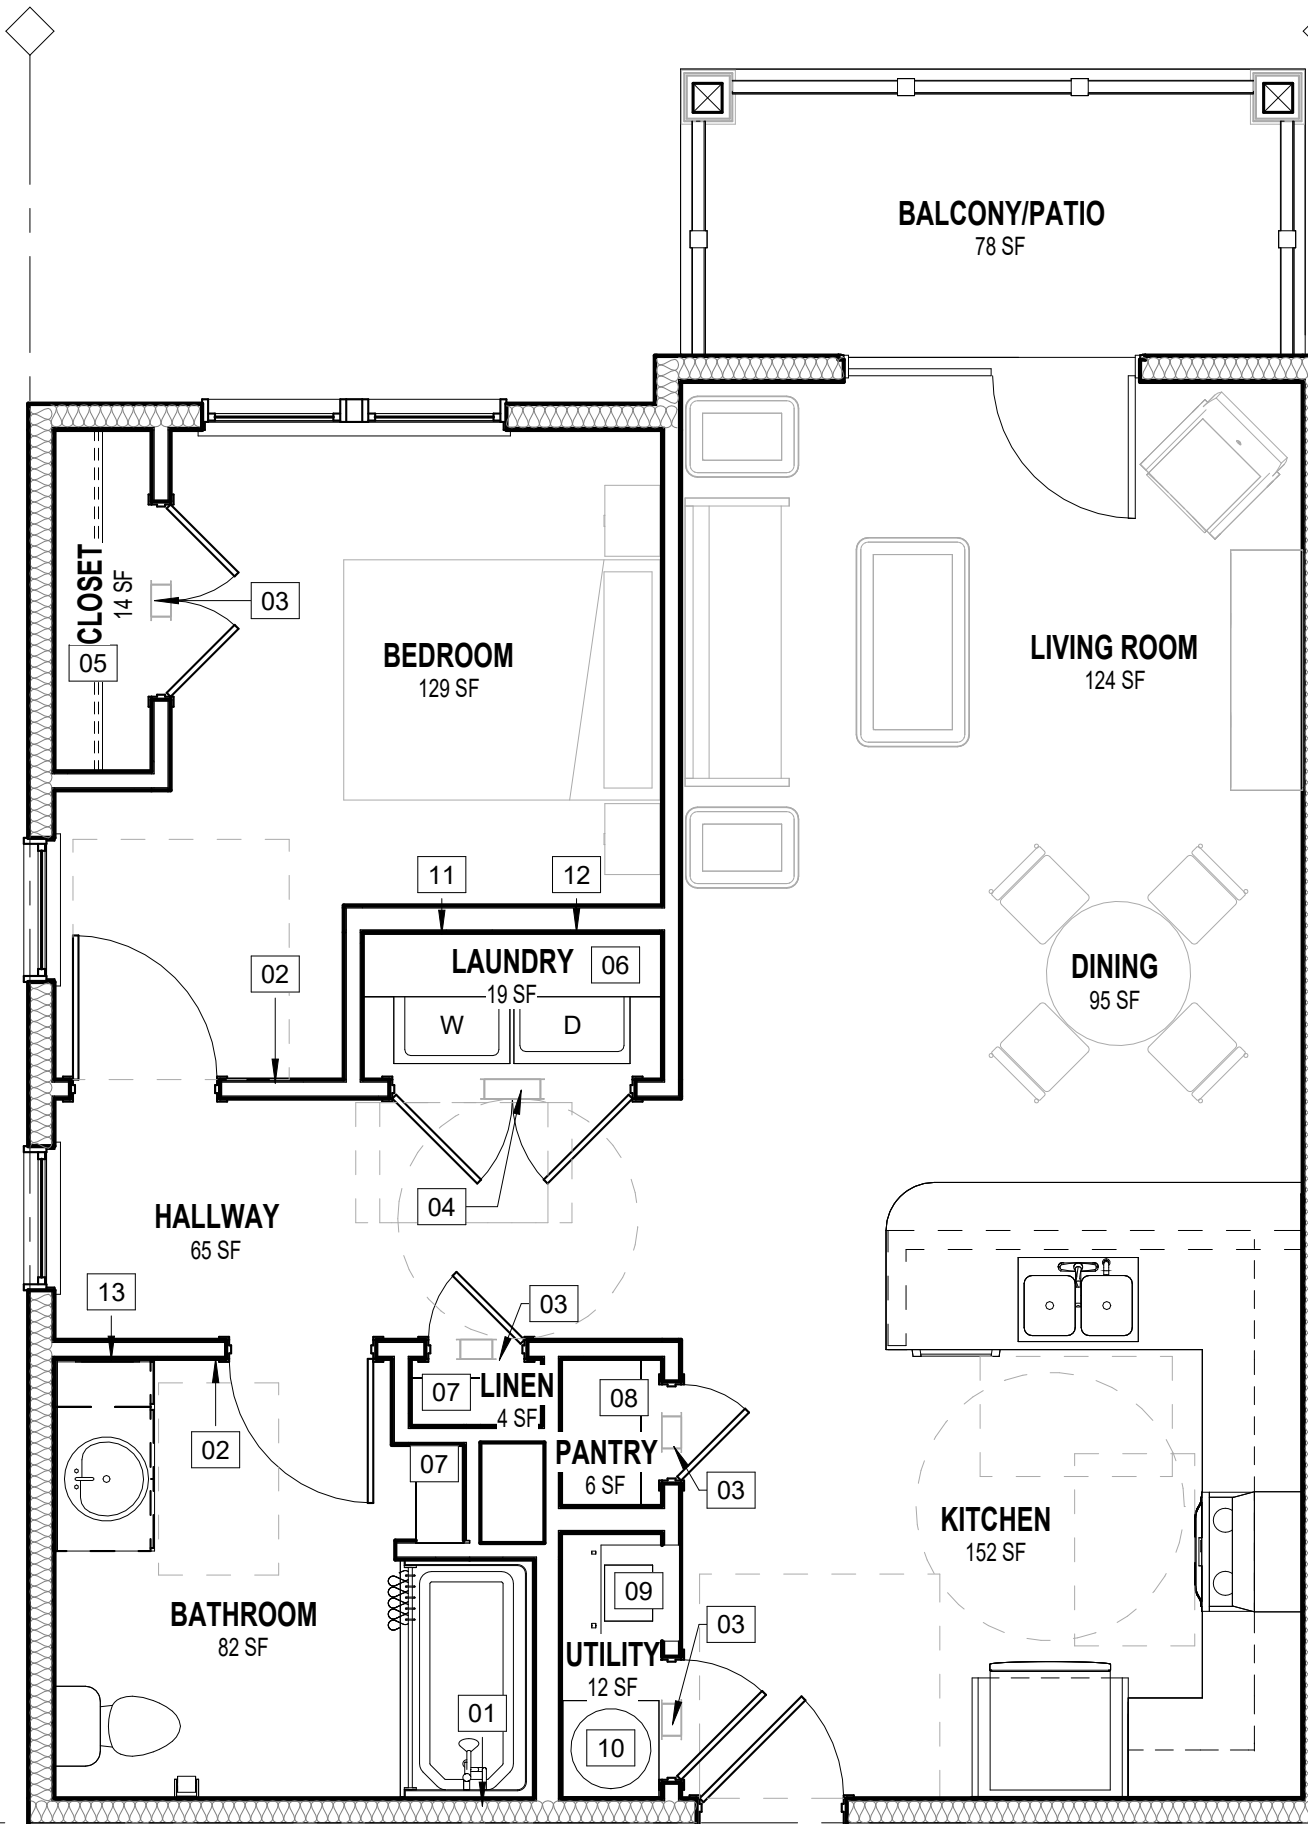 BALCONY/PATIO
78 SF
CLOSET
14 SF
03
05
BEDROOM
129 SF
LIVING ROOM
124 SF
11
12
LAUNDRY
06
19 SF
02
W
D
DINING
95 SF
04
HALLWAY
65 SF
13
03
07
LINEN
4 SF
08
02
07
PANTRY
6 SF
03
KITCHEN
152 SF
09
03
BATHROOM
82 SF
UTILITY
12 SF
01
10